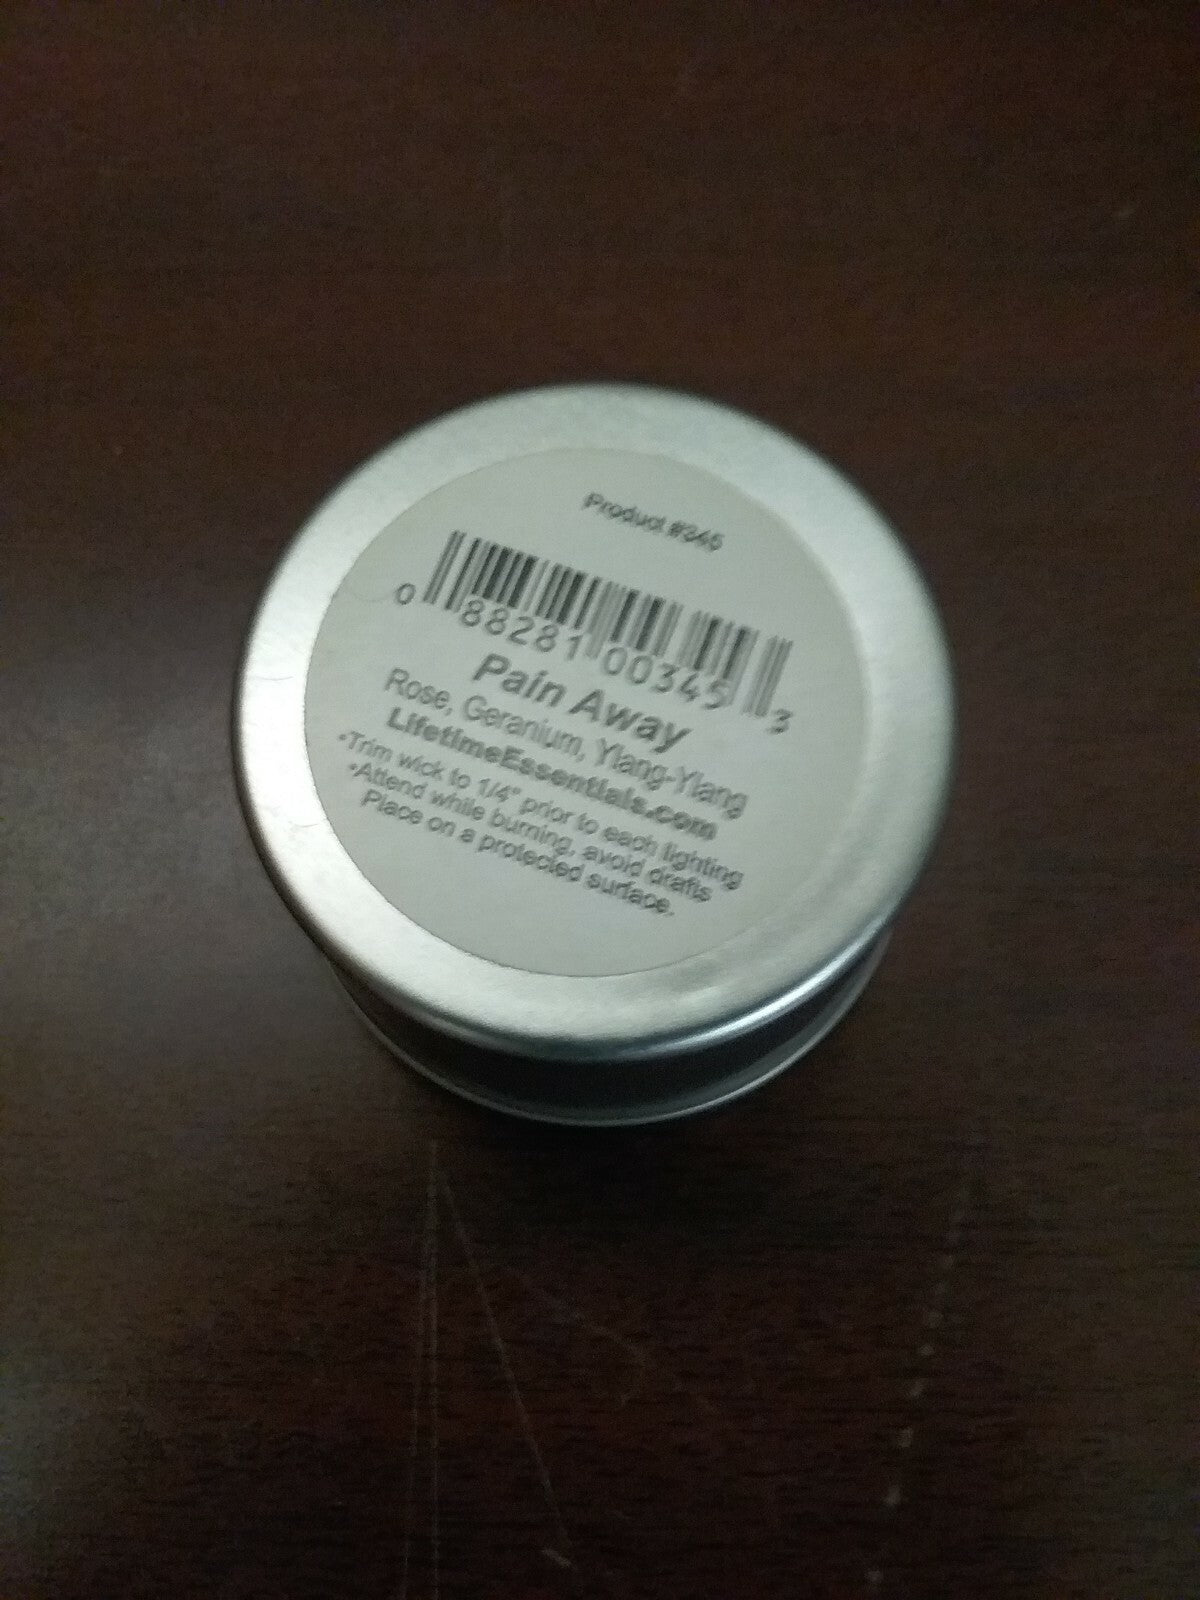 Product #345
0 88281 00345 3
Pain Away
Rose, Geranium, Ylang-Ylang
LifetimeEssentials.com
•Trim wick to 1/4" prior to each lighting
•Attend while burning, avoid drafts
Place on a protected surface.